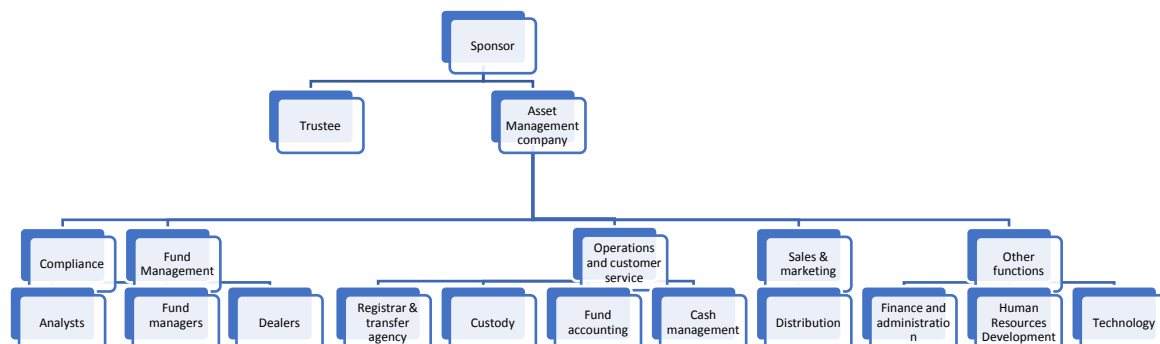 Sponsor
Trustee
Asset
Management
company
Compliance
Fund
Management
Operations
and customer
service
Sales &
marketing
Other
functions
Analysts
Fund
managers
Dealers
Registrar &
transfer
agency
Custody
Fund
accounting
Cash
management
Distribution
Finance and
administratio
n
Human
Resources
Development
Technology